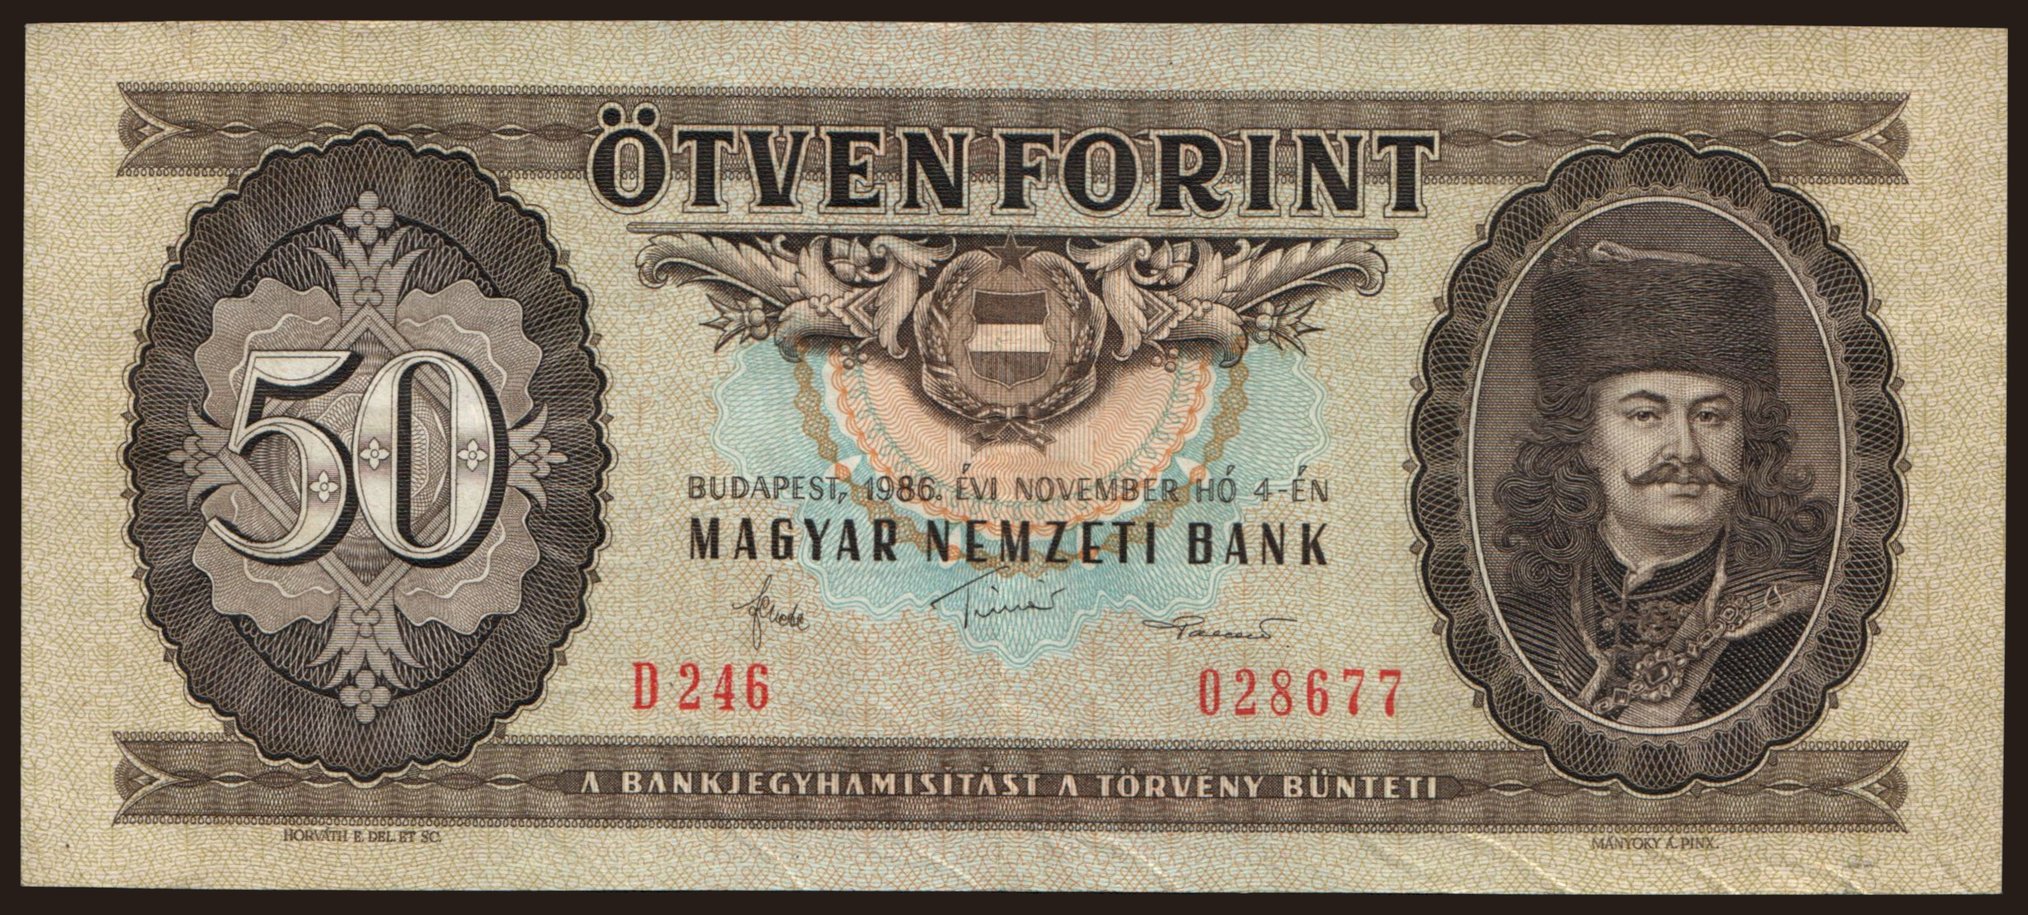 ÖTVEN FORINT
50
BUDAPEST, 1986. ÉVI NOVEMBER HÓ 4-ÉN
MAGYAR NEMZETI BANK
D 246 028677
A BANKJEGYHAMISÍTÁST A TÖRVÉNY BÜNTETI
HORVÁTH E. DEL. ET SC. MÁNYOKY Á. PINX.